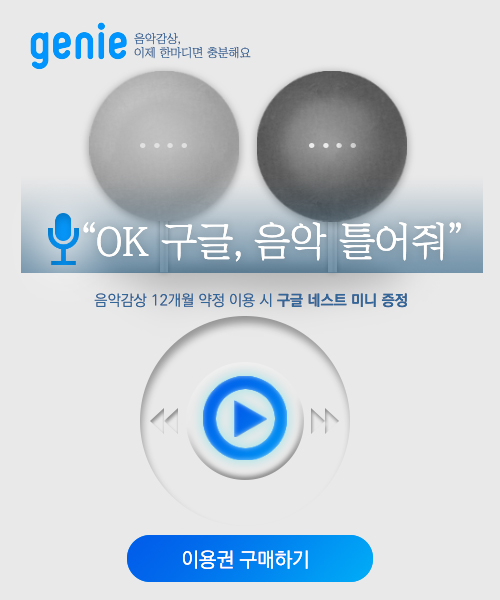 genie
음악감상,
이제 한마디면 충분해요
“OK 구글, 음악 틀어줘”
음악감상 12개월 약정 이용 시 구글 네스트 미니 증정
이용권 구매하기